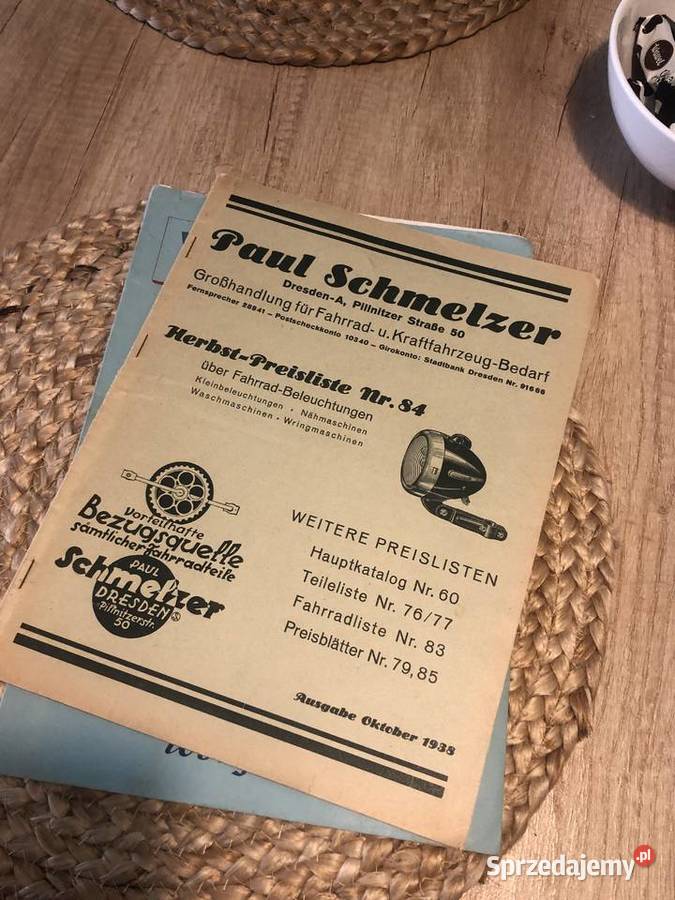 Paul Schmelzer
Dresden-A, Pillnitzer Straße 50
Großhandlung für Fahrrad- u. Kraftfahrzeug-Bedarf
Fernsprecher 28841 – Postscheckkonto 10340 – Girokonto: Stadtbank Dresden Nr. 91666
Herbst-Preisliste Nr. 84
über Fahrrad-Beleuchtungen
Kleinbeleuchtungen · Nähmaschinen
Waschmaschinen · Wringmaschinen
Vorteilhafte
Bezugsquelle
sämtlicher Fahrradteile
PAUL
Schmelzer
DRESDEN
Pillnitzerstr.
50
WEITERE PREISLISTEN
Hauptkatalog Nr. 60
Teileliste Nr. 76/77
Fahrradliste Nr. 83
Preisblätter Nr. 79, 85
Ausgabe Oktober 1938
Sprzedajemy.pl